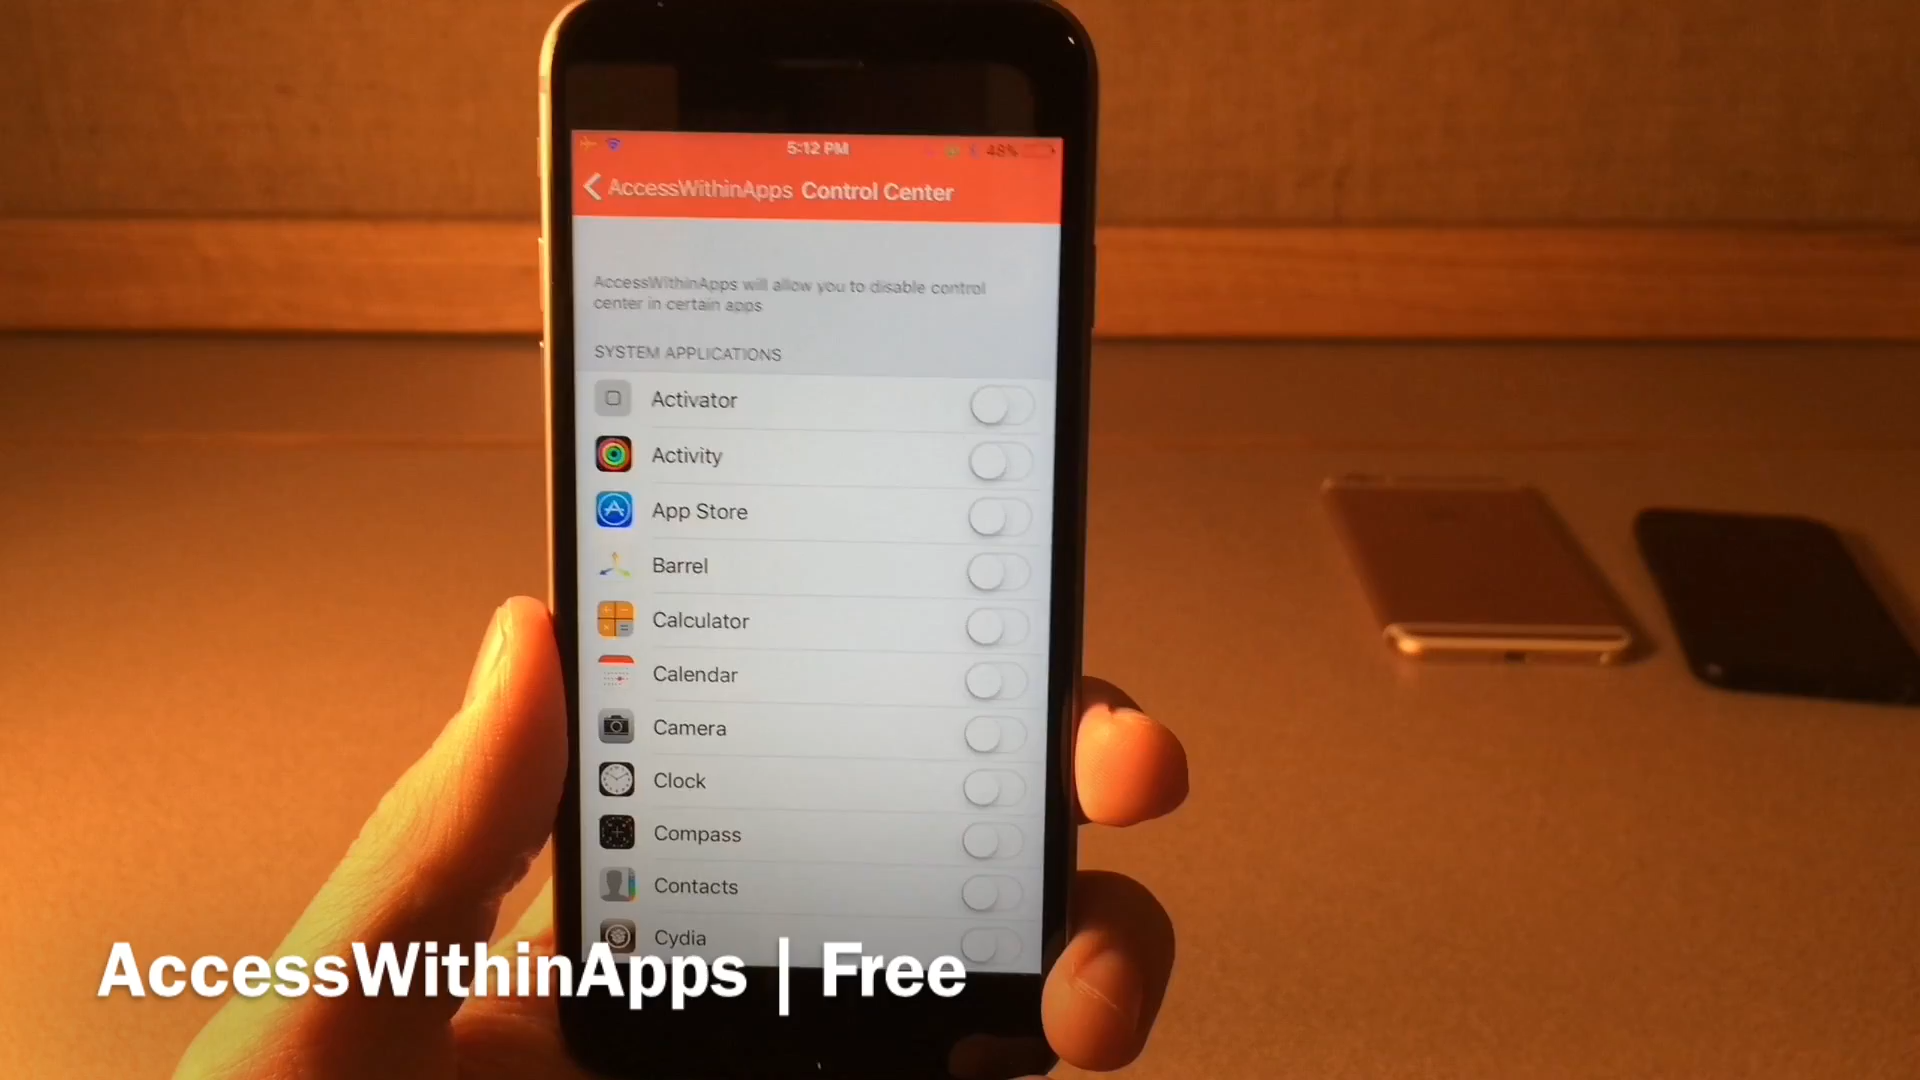 5:12 PM
48%
AccessWithinApps Control Center
AccessWithinApps will allow you to disable control
center in certain apps
SYSTEM APPLICATIONS
Activator
Activity
App Store
Barrel
Calculator
Calendar
Camera
Clock
Compass
Contacts
Cydia
AccessWithinApps | Free